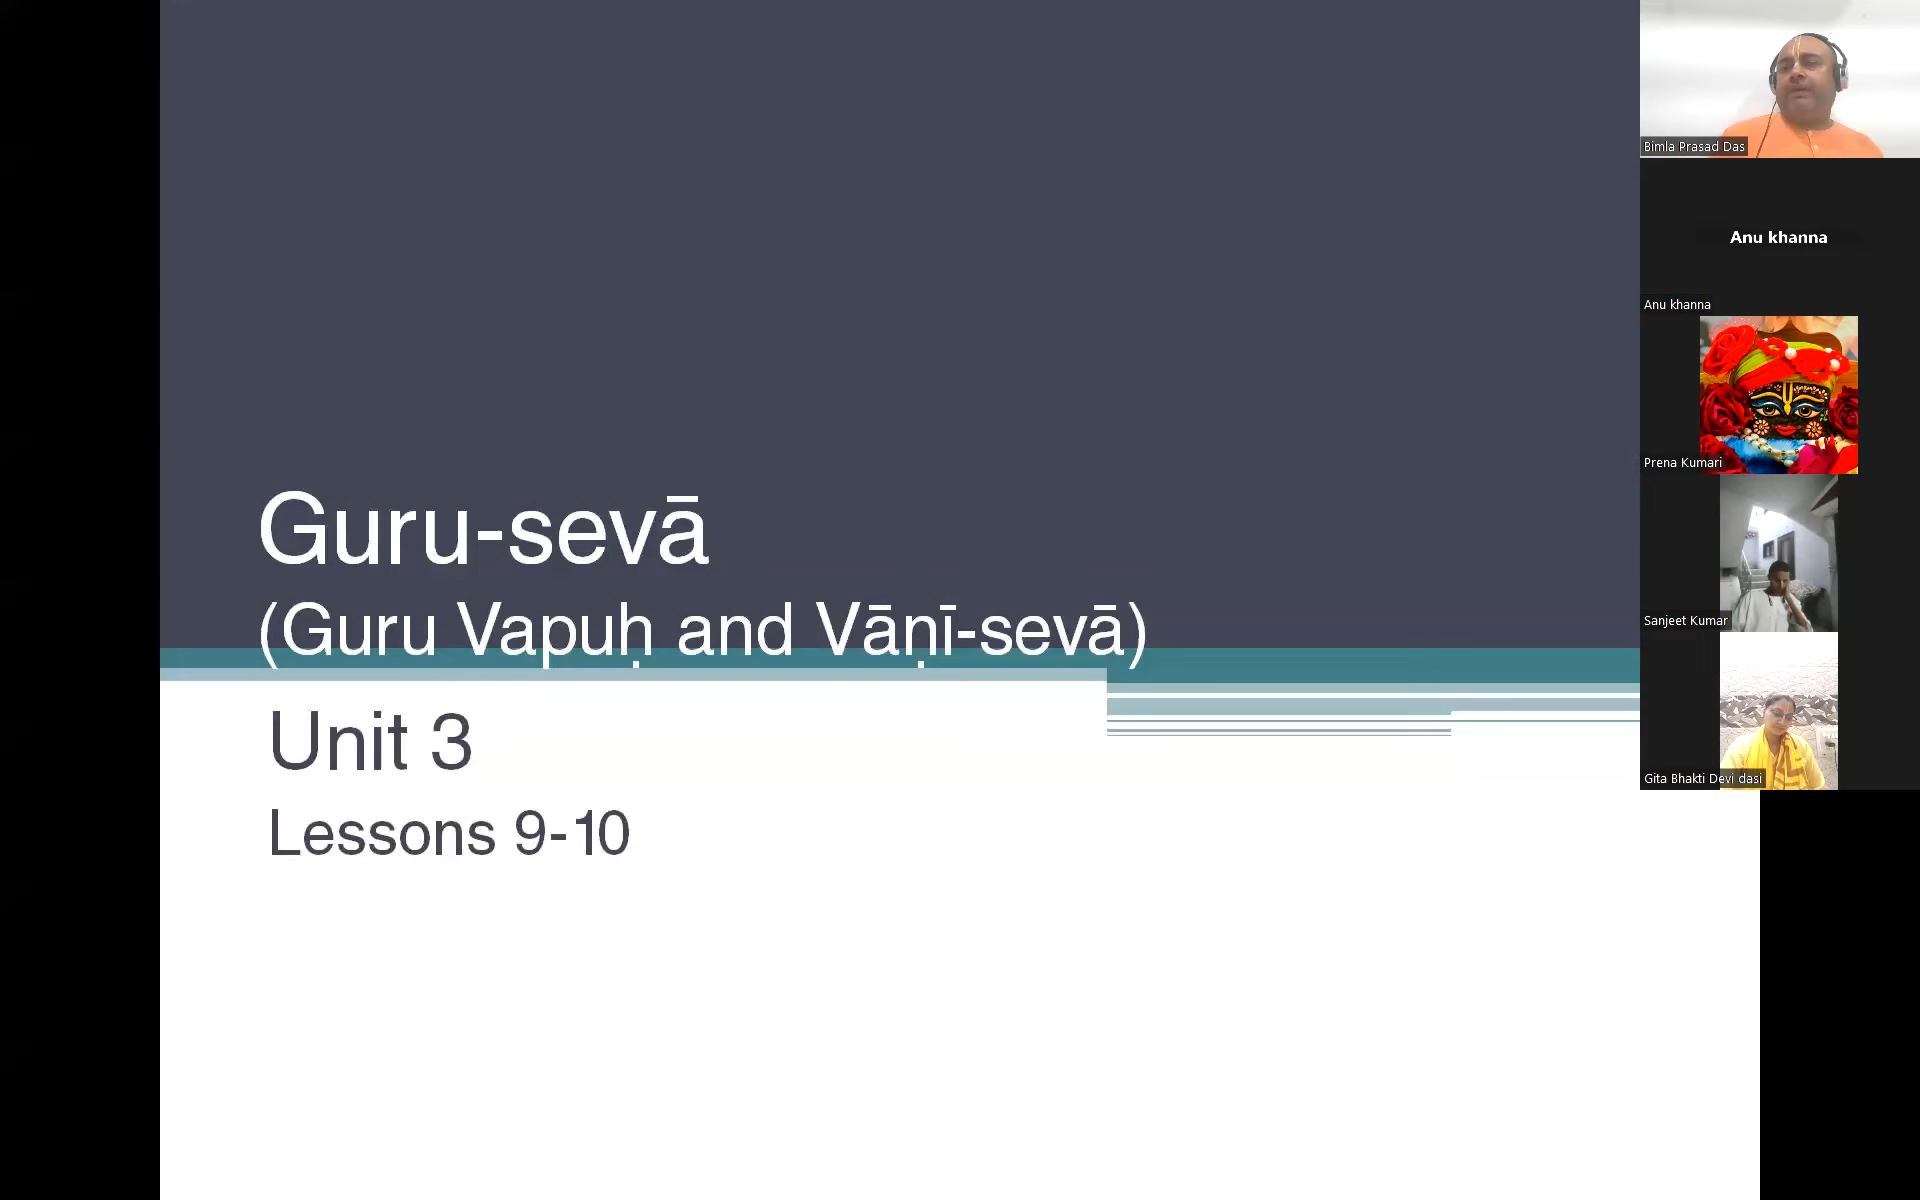 Guru-sevā
(Guru Vapuḥ and Vāṇī-sevā)
Unit 3
Lessons 9-10
Bimla Prasad Das
Anu khanna
Anu khanna
Prena Kumari
Sanjeet Kumar
Gita Bhakti Devi dasi